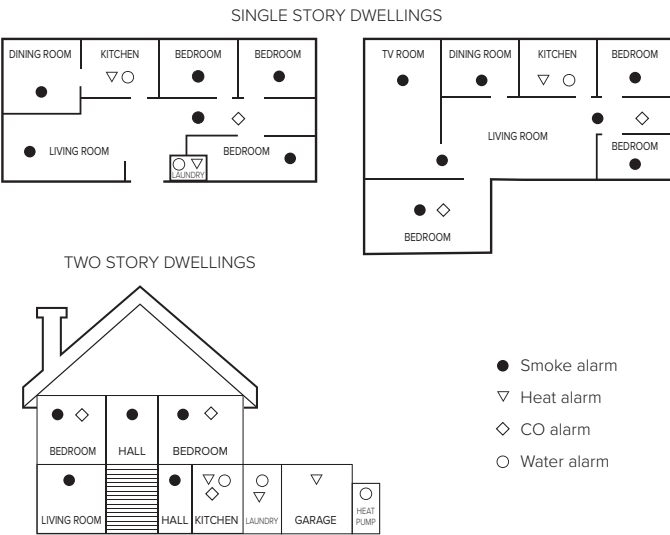 SINGLE STORY DWELLINGS
DINING ROOM
KITCHEN
BEDROOM
BEDROOM
LIVING ROOM
BEDROOM
LAUNDRY
TV ROOM
DINING ROOM
KITCHEN
BEDROOM
LIVING ROOM
BEDROOM
BEDROOM
TWO STORY DWELLINGS
BEDROOM
HALL
BEDROOM
LIVING ROOM
HALL
KITCHEN
LAUNDRY
GARAGE
HEAT
PUMP
Smoke alarm
Heat alarm
CO alarm
Water alarm